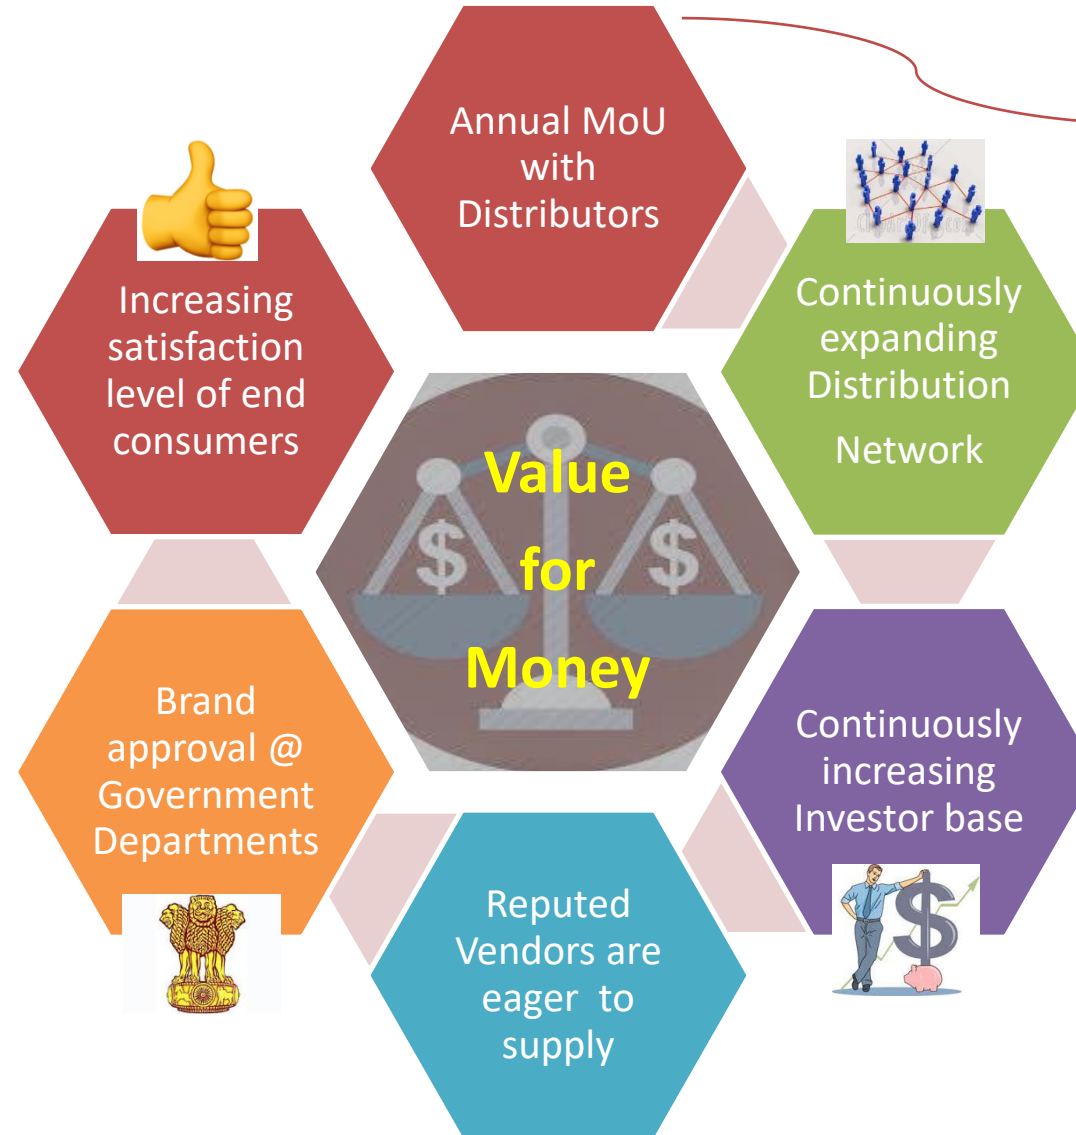 Annual MoU
with
Distributors
Continuously
expanding
Distribution
Network
Continuously
increasing
Investor base
Reputed
Vendors are
eager  to
supply
Brand
approval @
Government
Departments
Increasing
satisfaction
level of end
consumers
Value
for
Money
$ $
$